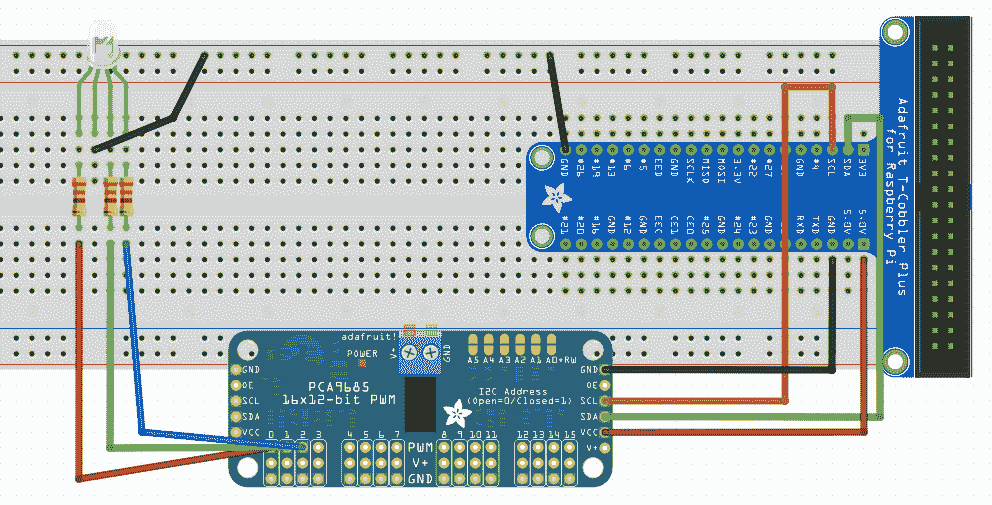 Adafruit T-Cobbler Plus
for Raspberry Pi
GND #26 #19 #13 #6 #5 EED GND SCLK MISO MOSI 3.3V #22 #27 GND #4 SCL SDA 3V3
#21 #20 #16 GND #12 GND EEC CE1 CE0 #25 GND #24 #23 GND RXD TXD GND 5.0V 5.0V
adafruit!
POWER
V+
GND
A5 A4 A3 A2 A1 A0 +RW
PCA9685
16x12-bit PWM
I2C Address
(Open=0/Closed=1)
GND
OE
SCL
SDA
VCC
GND
OE
SCL
SDA
VCC
V+
0 1 2 3 4 5 6 7 8 9 10 11 12 13 14 15
PWM
V+
GND